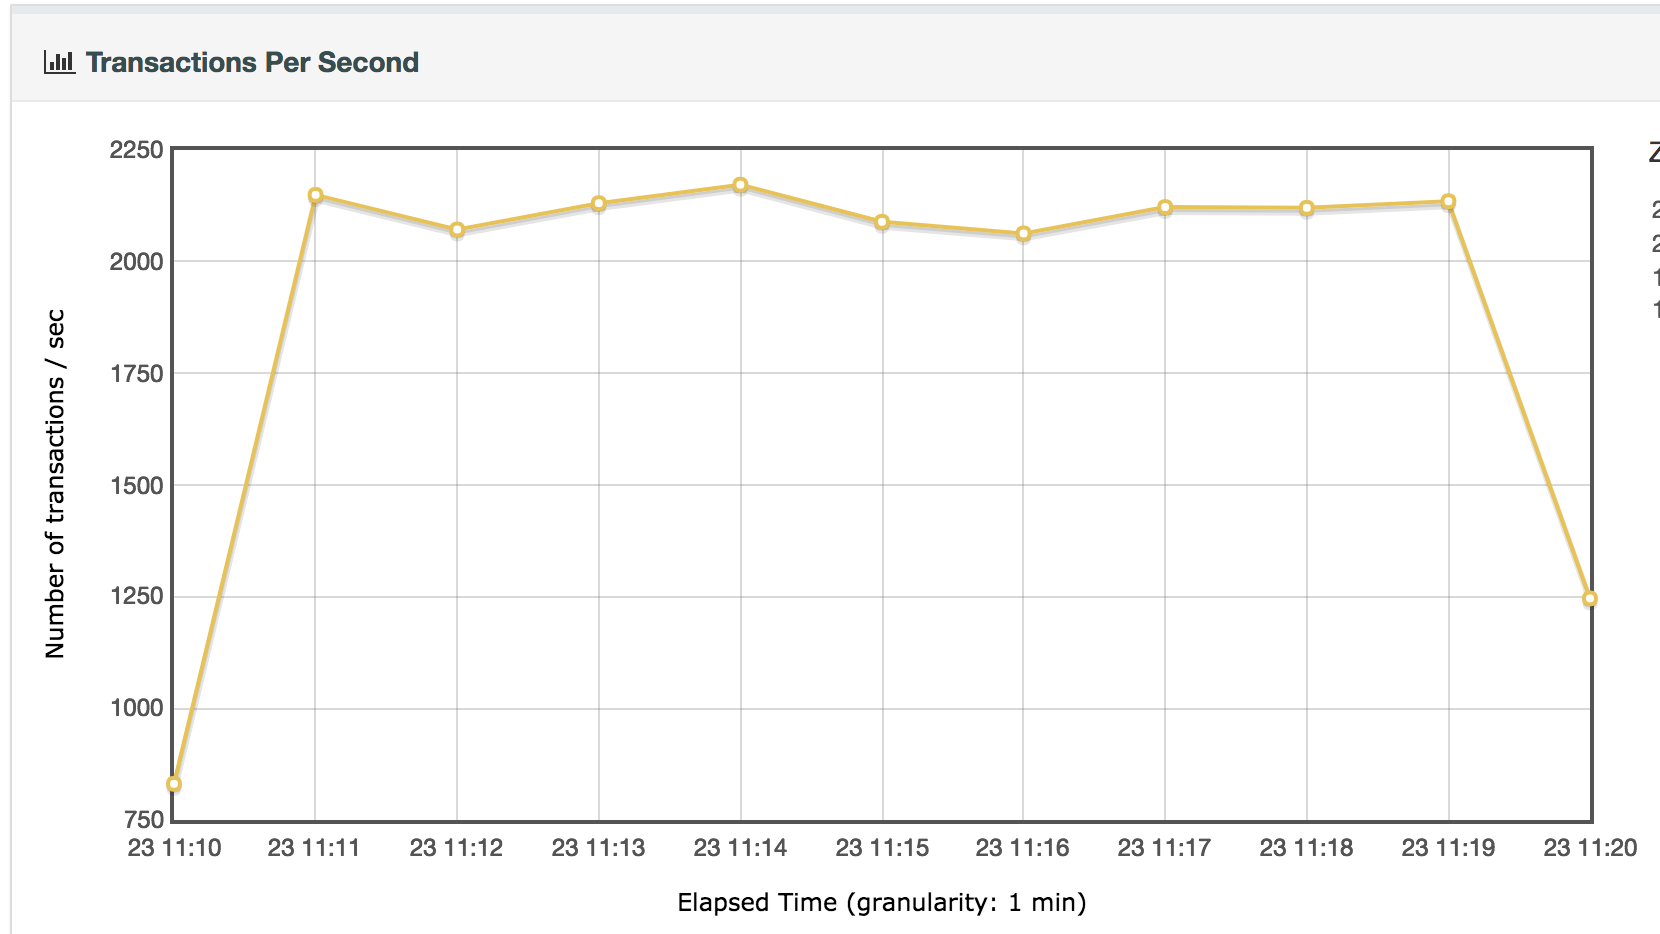 Transactions Per Second
2250
2000
1750
1500
1250
1000
750
Number of transactions / sec
23 11:10 23 11:11 23 11:12 23 11:13 23 11:14 23 11:15 23 11:16 23 11:17 23 11:18 23 11:19 23 11:20
Elapsed Time (granularity: 1 min)